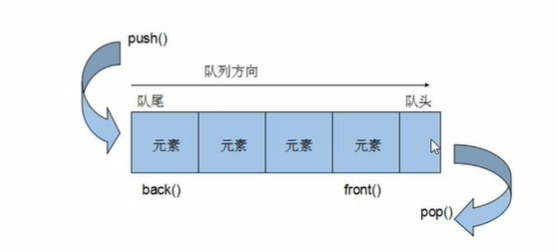 push()
队列方向
队尾
队头
元素
元素
元素
元素
back()
front()
pop()